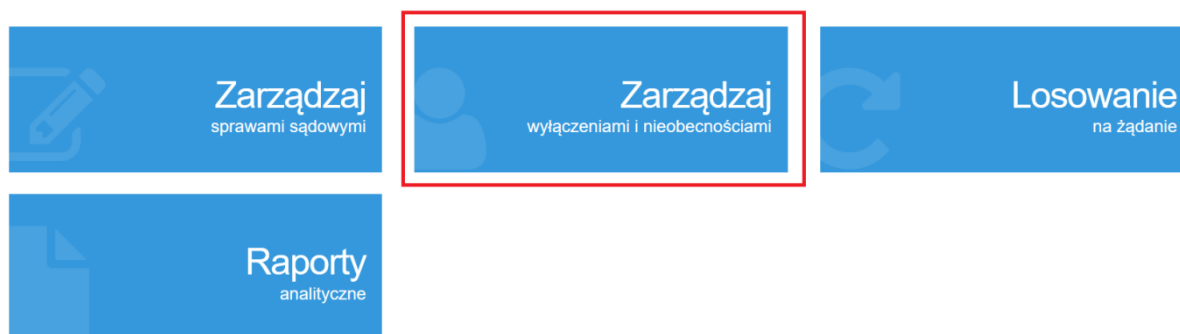 Zarządzaj
sprawami sądowymi
Zarządzaj
wyłączeniami i nieobecnościami
Losowanie
na żądanie
Raporty
analityczne